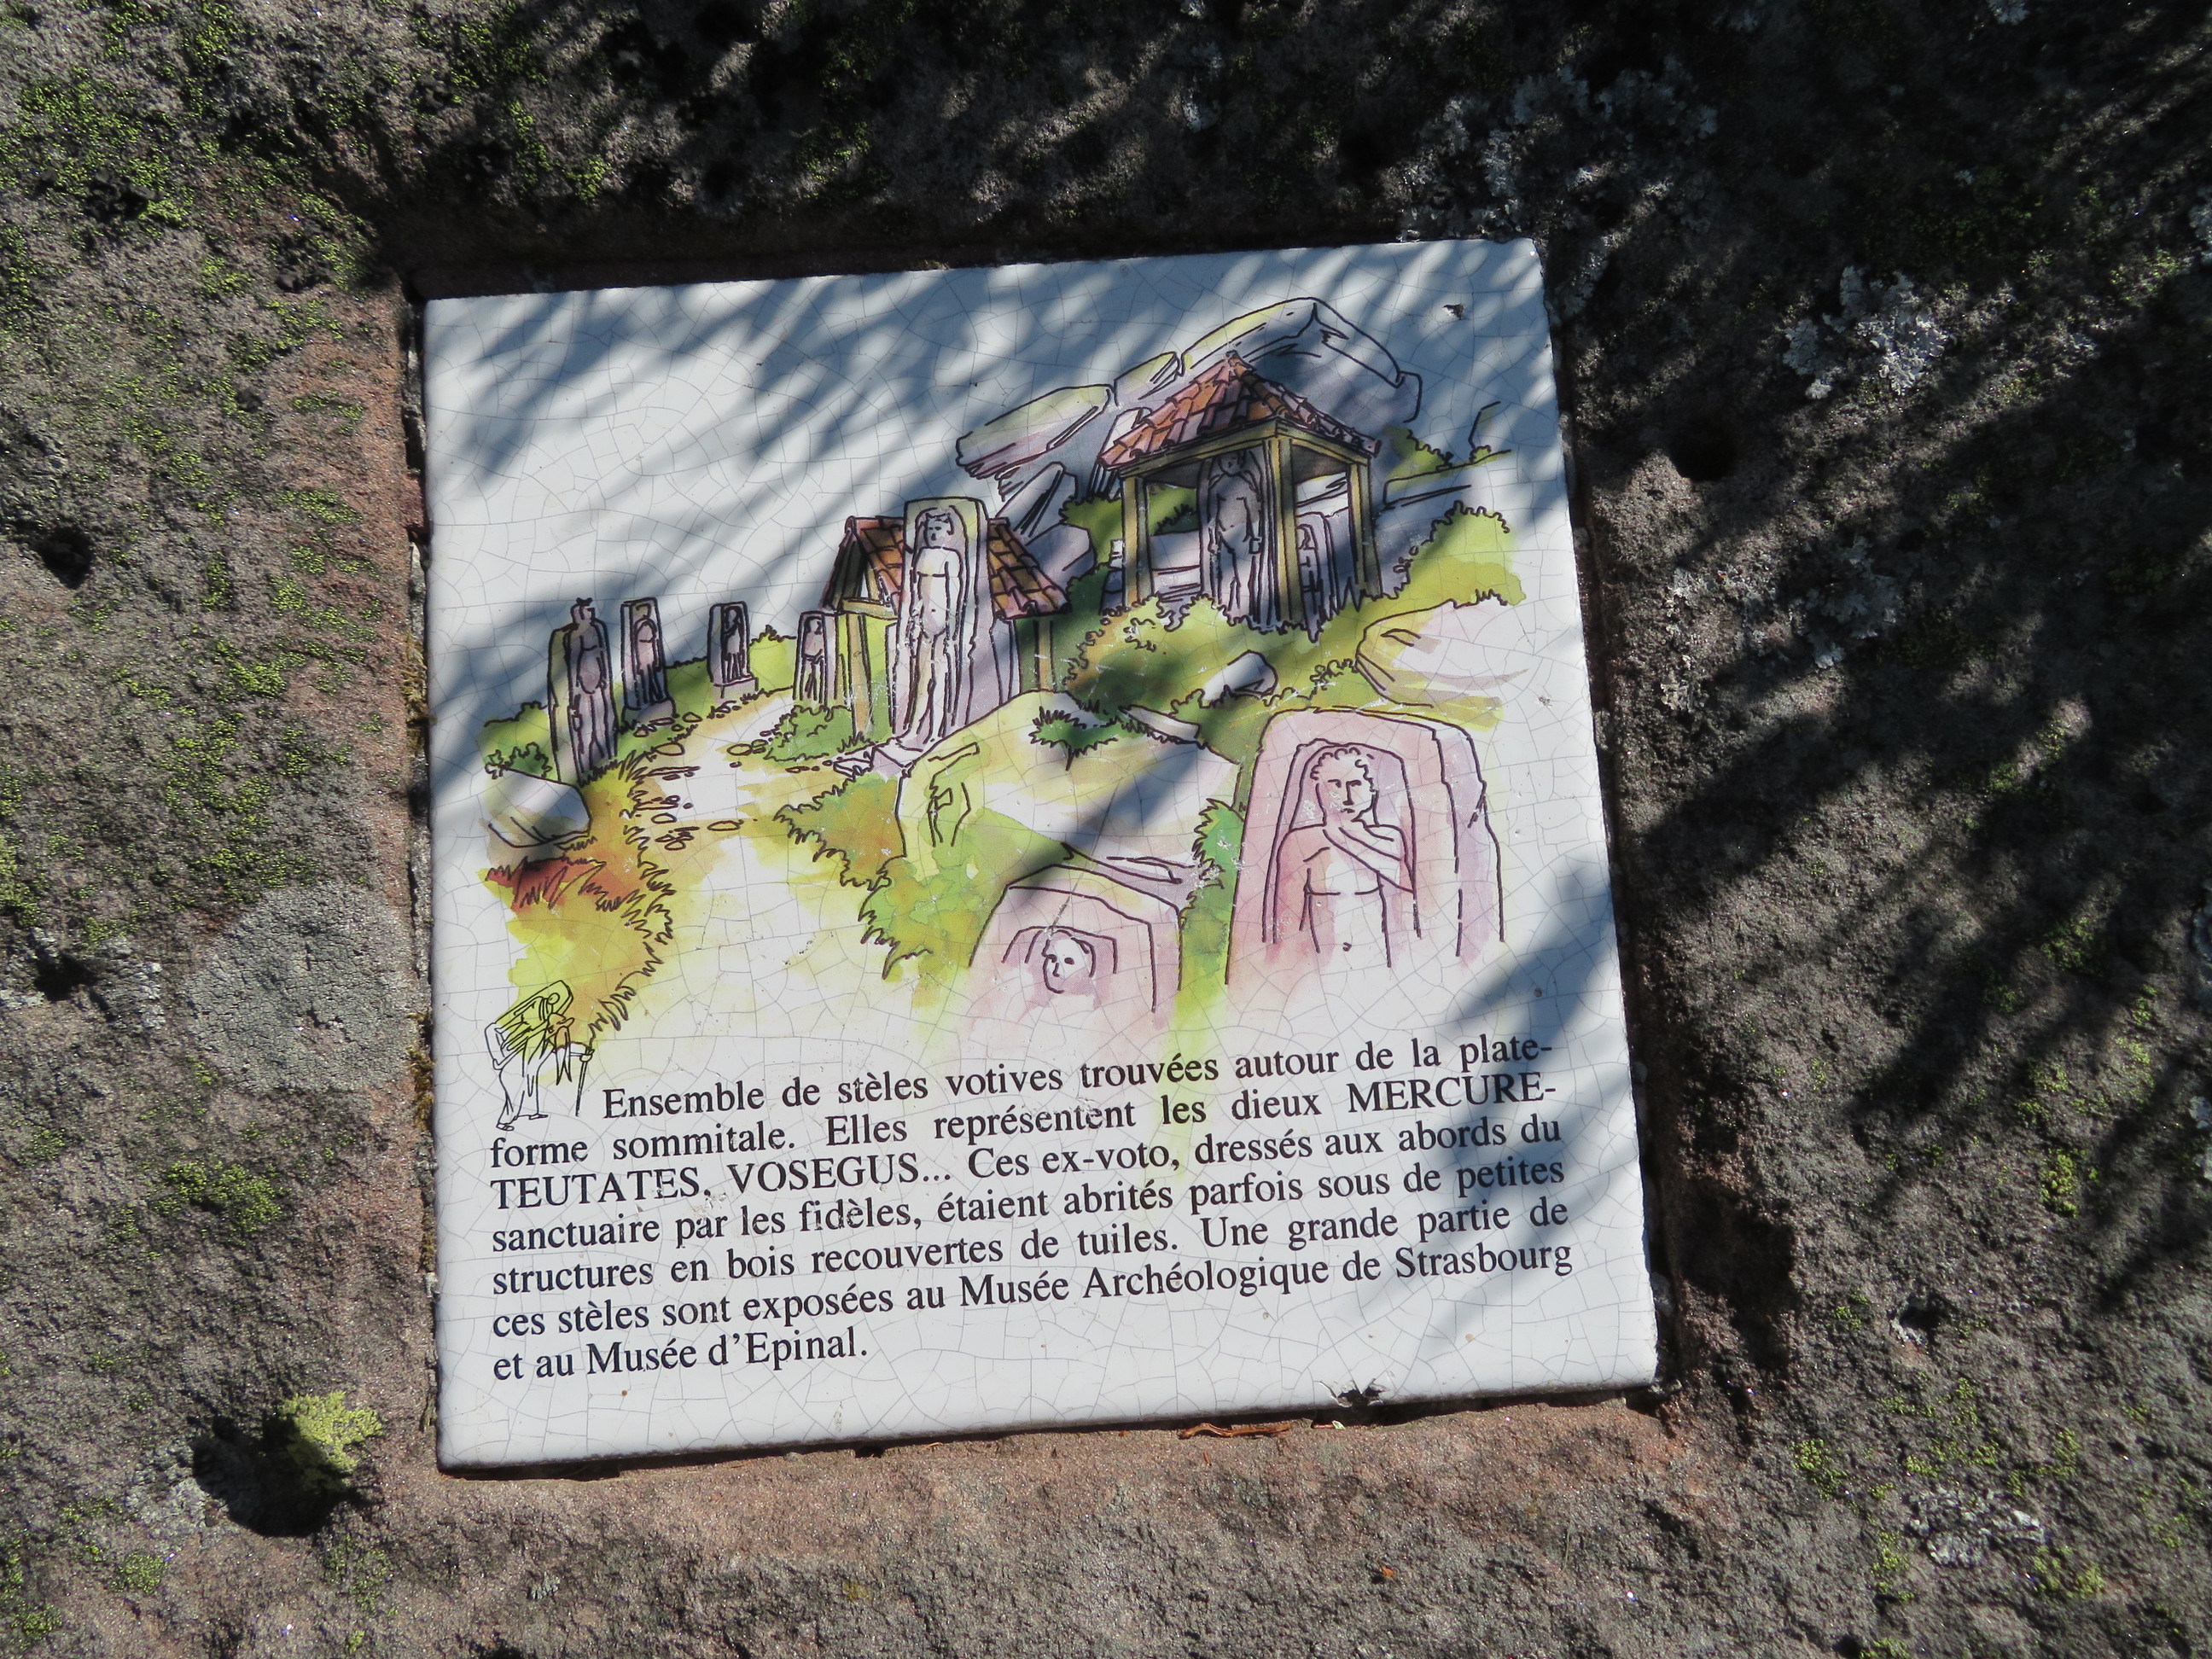 Ensemble de stèles votives trouvées autour de la plate-
forme sommitale. Elles représentent les dieux MERCURE-
TEUTATES, VOSEGUS... Ces ex-voto, dressés aux abords du
sanctuaire par les fidèles, étaient abrités parfois sous de petites
structures en bois recouvertes de tuiles. Une grande partie de
ces stèles sont exposées au Musée Archéologique de Strasbourg
et au Musée d'Epinal.